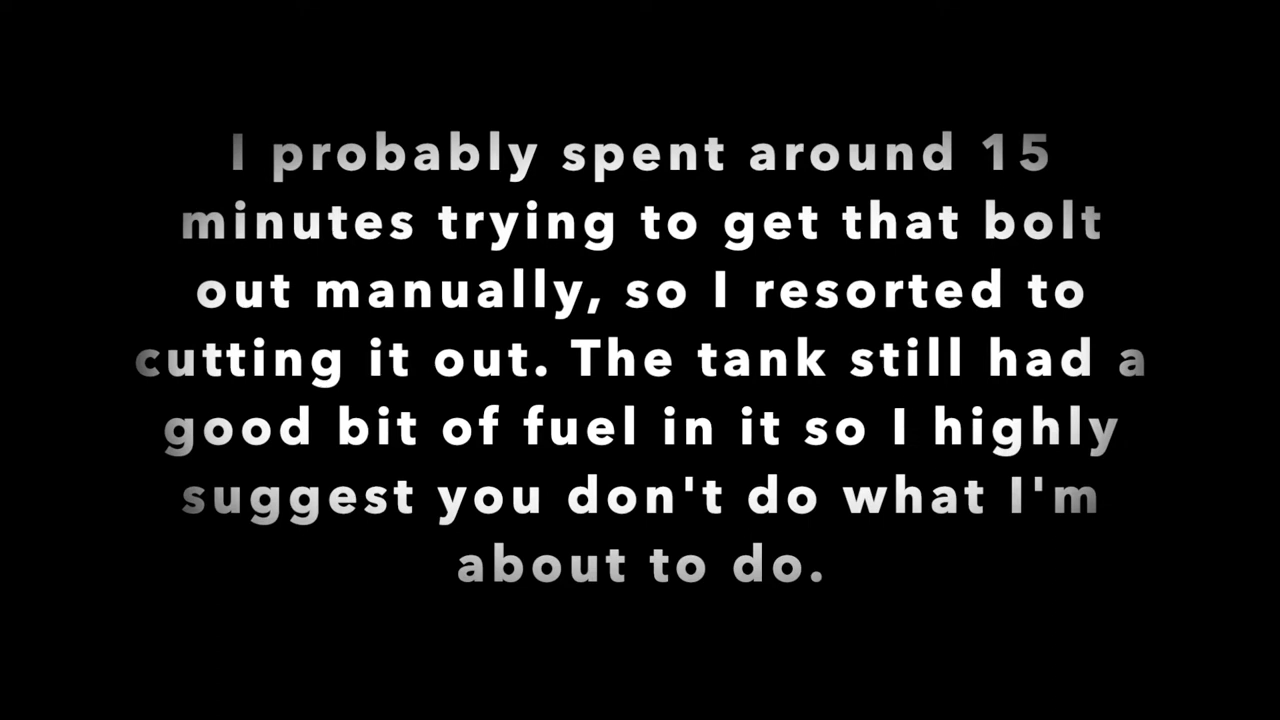 I probably spent around 15
minutes trying to get that bolt
out manually, so I resorted to
cutting it out. The tank still had a
good bit of fuel in it so I highly
suggest you don't do what I'm
about to do.